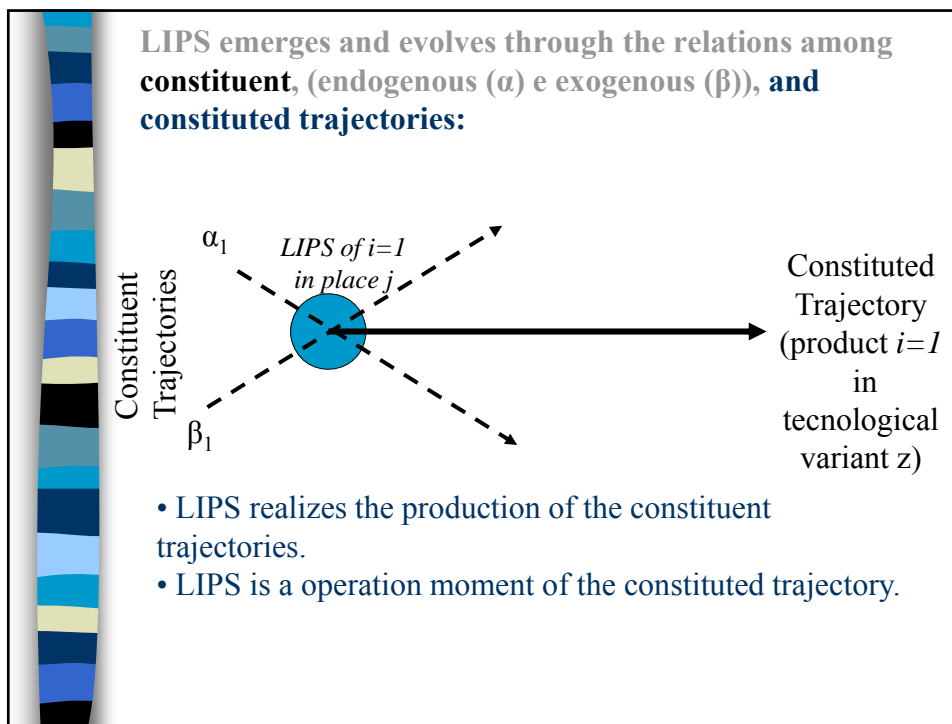 LIPS emerges and evolves through the relations among
constituent, (endogenous (α) e exogenous (β)), and
constituted trajectories:
Constituent
Trajectories
α1
LIPS of i=1
in place j
β1
Constituted
Trajectory
(product i=1
in
tecnological
variant z)
• LIPS realizes the production of the constituent
trajectories.
• LIPS is a operation moment of the constituted trajectory.